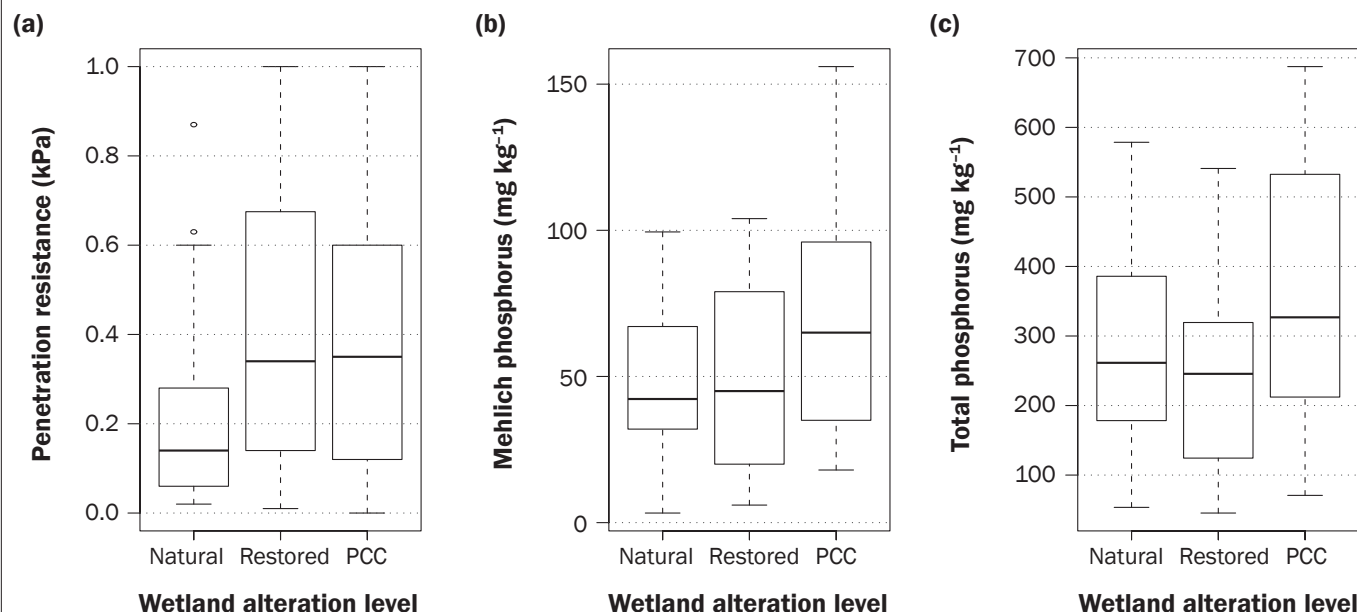 (a)
Penetration resistance (kPa)
1.0
0.8
0.6
0.4
0.2
0.0
Natural Restored PCC
Wetland alteration level
(b)
Mehlich phosphorus (mg kg⁻¹)
150
100
50
0
Natural Restored PCC
Wetland alteration level
(c)
Total phosphorus (mg kg⁻¹)
700
600
500
400
300
200
100
Natural Restored PCC
Wetland alteration level